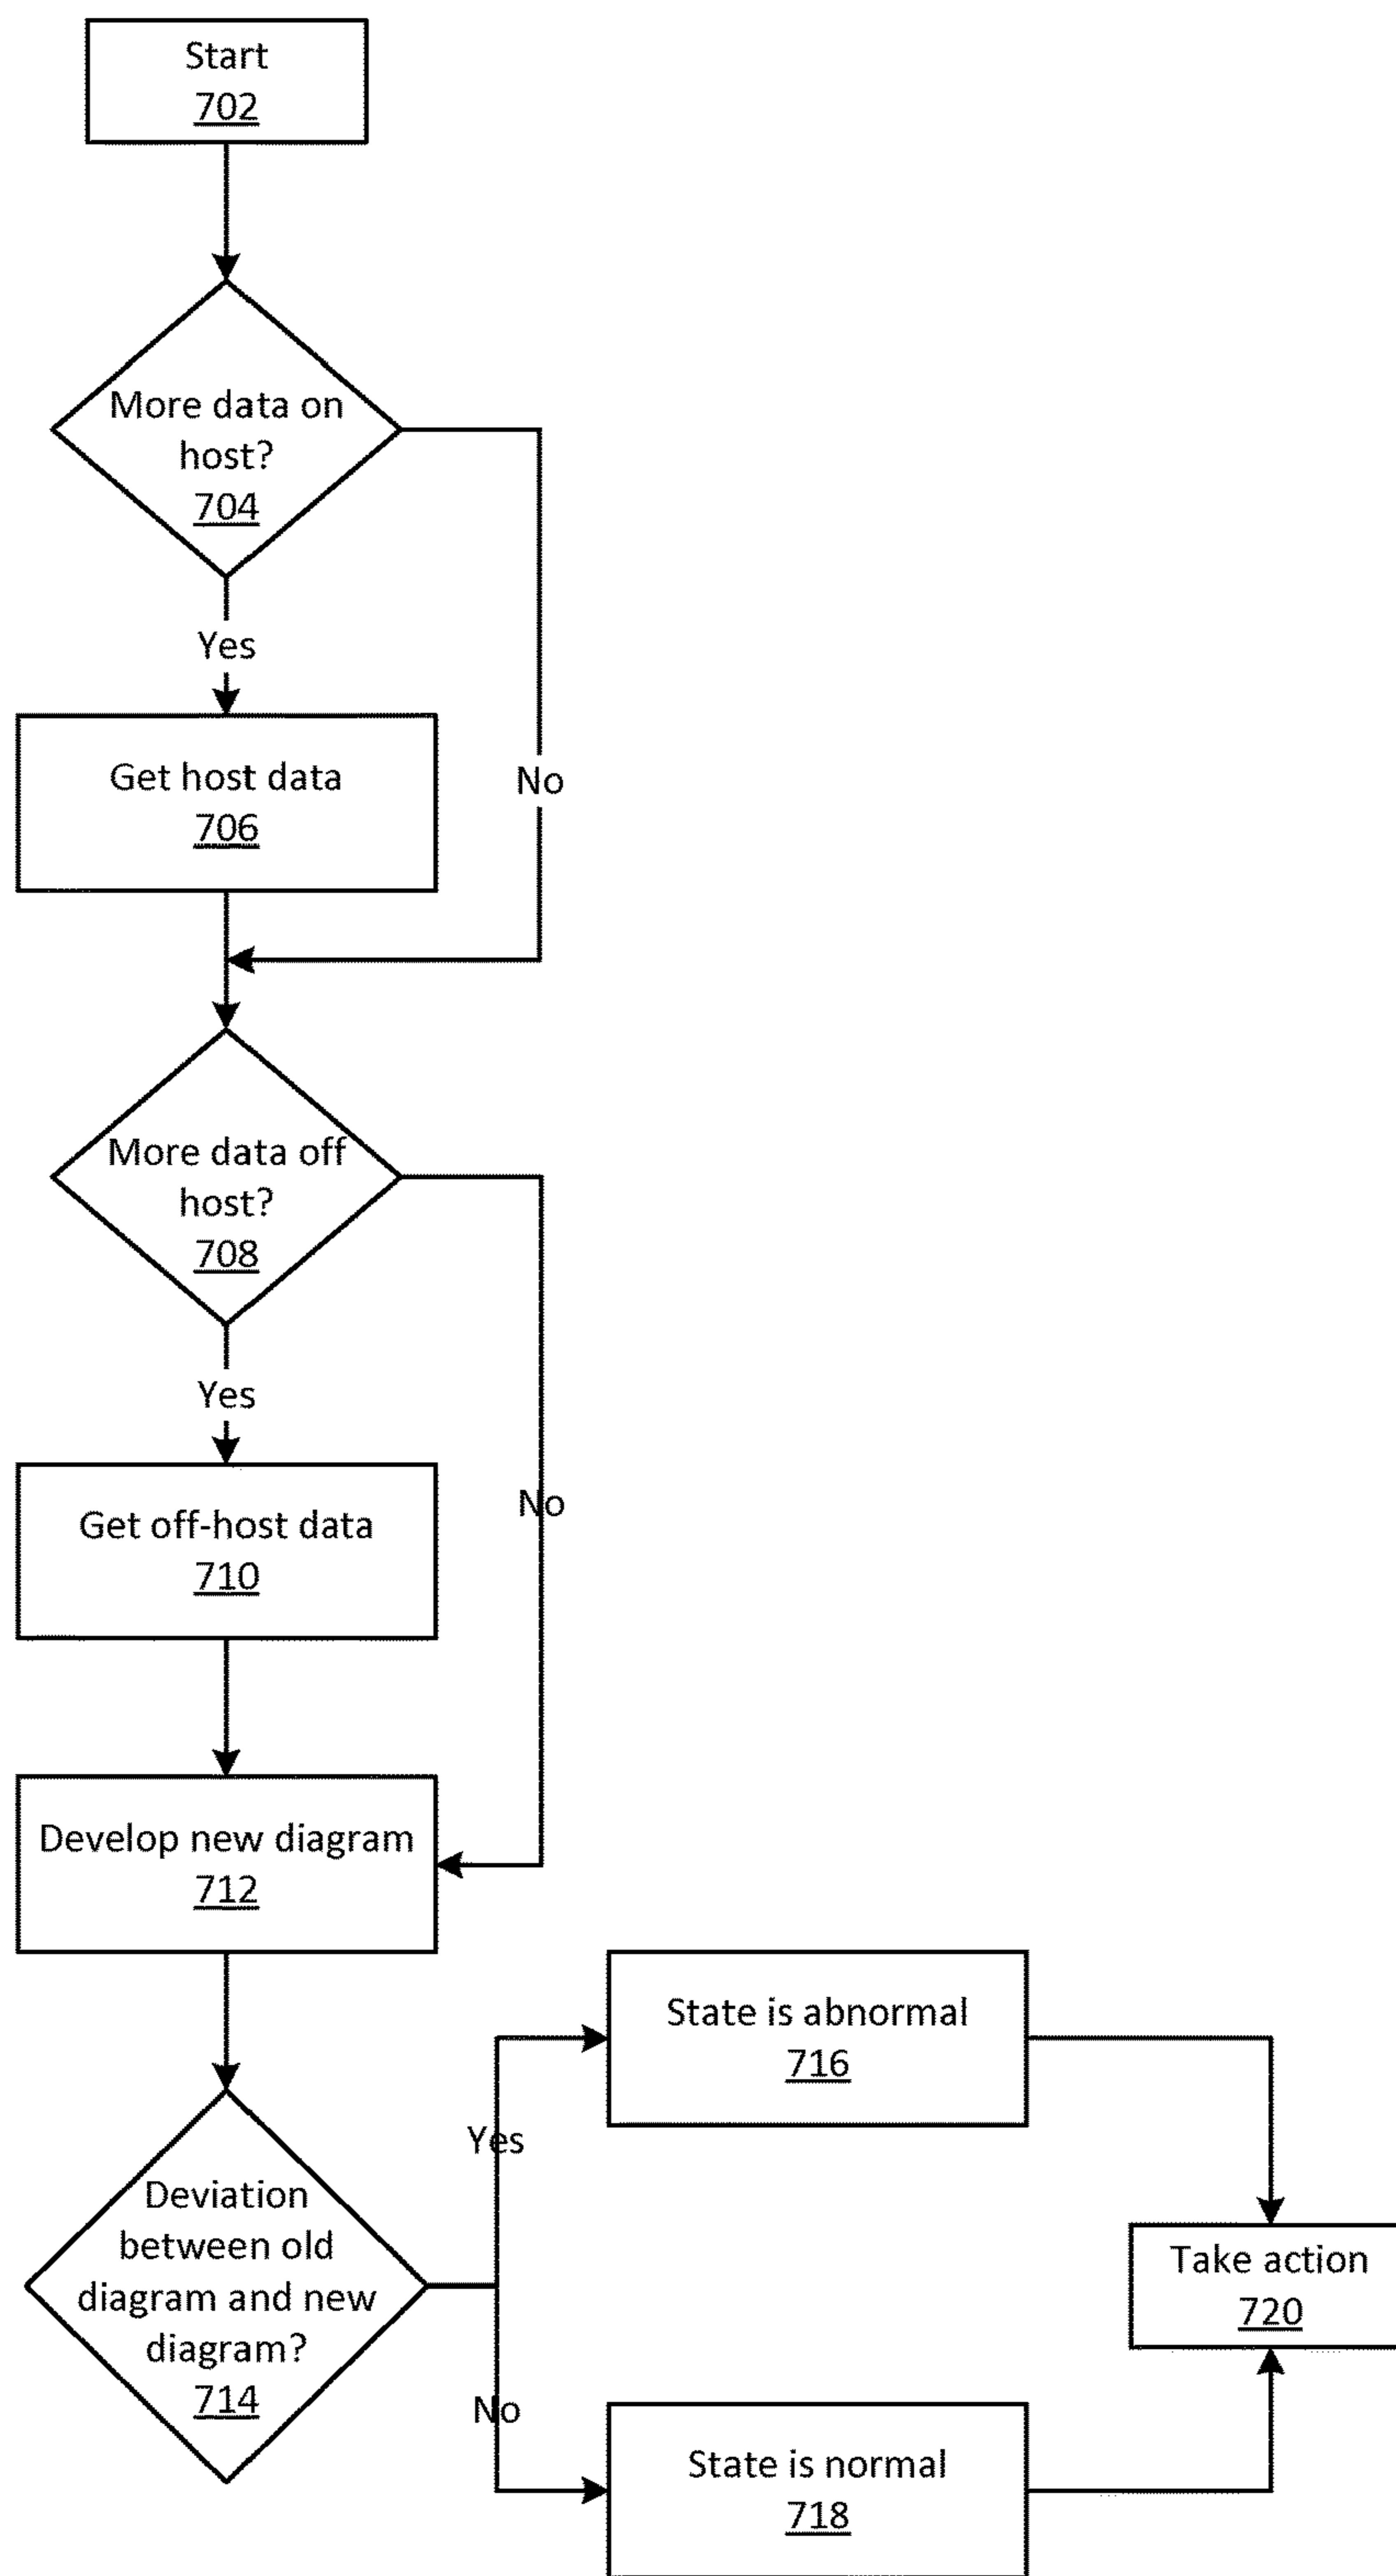 Start
702
More data on
host?
704
Yes
Get host data
706
No
More data off
host?
708
Yes
Get off-host data
710
No
Develop new diagram
712
Deviation
between old
diagram and new
diagram?
714
Yes
State is abnormal
716
No
State is normal
718
Take action
720